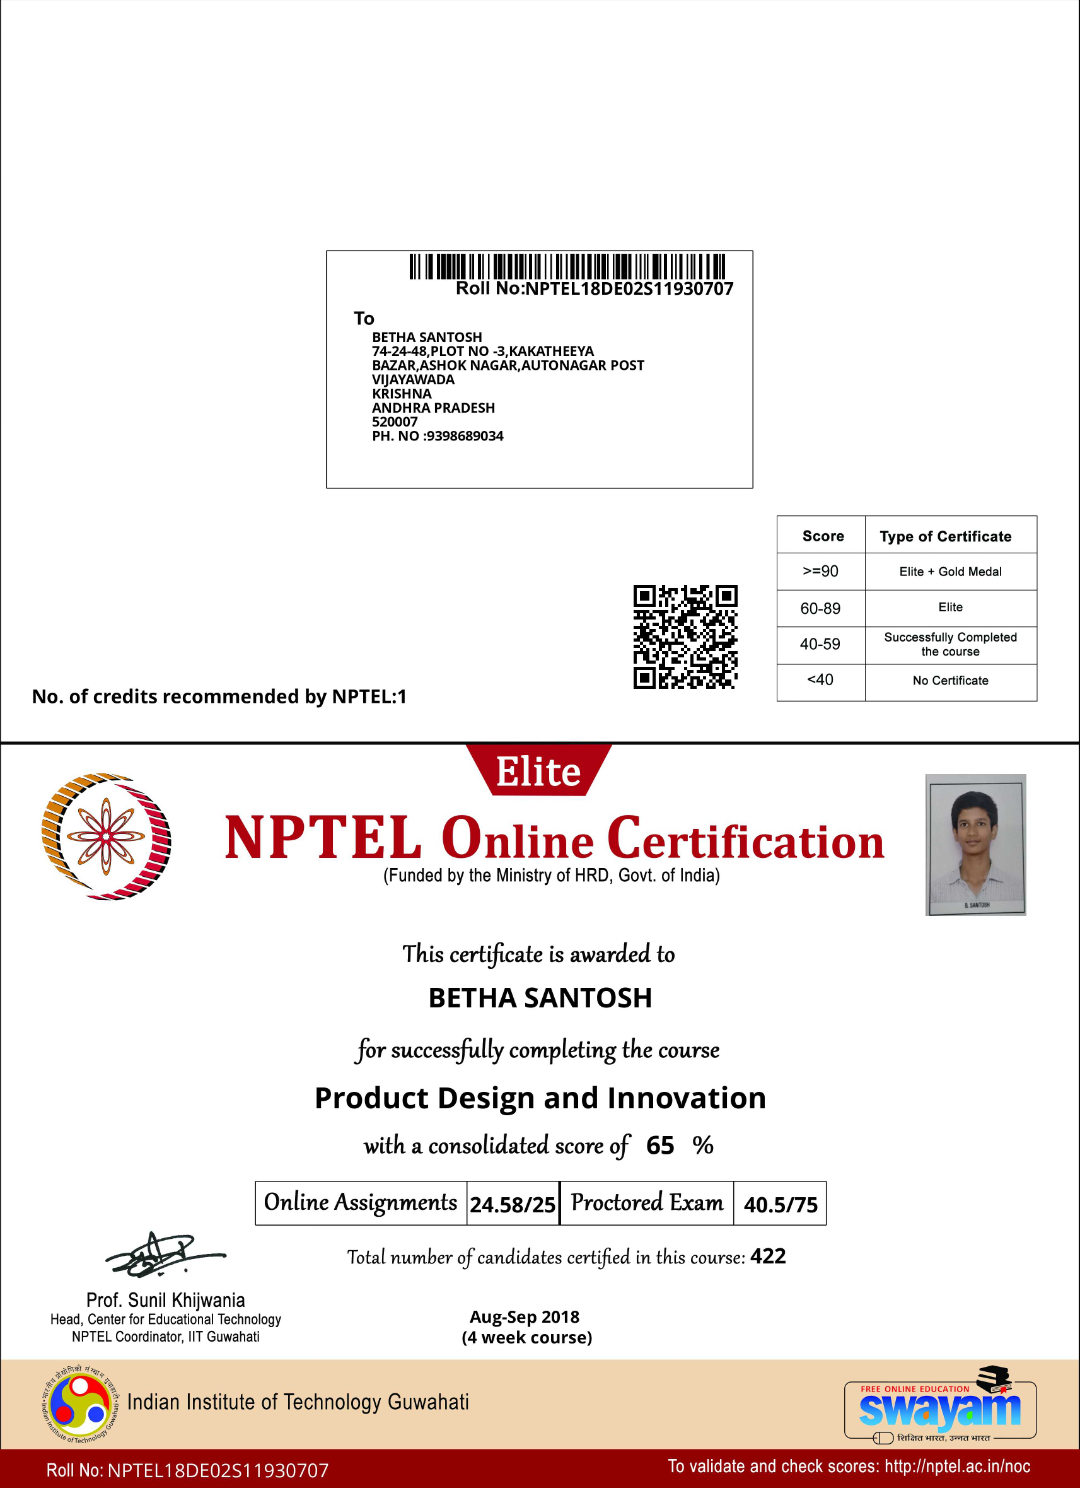 Roll No:NPTEL18DE02S11930707
To
BETHA SANTOSH
74-24-48,PLOT NO -3,KAKATHEEYA
BAZAR,ASHOK NAGAR,AUTONAGAR POST
VIJAYAWADA
KRISHNA
ANDHRA PRADESH
520007
PH. NO :9398689034
Score Type of Certificate
>=90 Elite + Gold Medal
60-89 Elite
40-59 Successfully Completed
the course
<40 No Certificate
No. of credits recommended by NPTEL:1
Elite
NPTEL Online Certification
(Funded by the Ministry of HRD, Govt. of India)
B. SANTOSH
This certificate is awarded to
BETHA SANTOSH
for successfully completing the course
Product Design and Innovation
with a consolidated score of 65 %
Online Assignments 24.58/25 Proctored Exam 40.5/75
Total number of candidates certified in this course: 422
Prof. Sunil Khijwania
Head, Center for Educational Technology
NPTEL Coordinator, IIT Guwahati
Aug-Sep 2018
(4 week course)
भारतीय प्रौद्योगिकी संस्थान गुवाहाटी
Indian Institute of Technology Guwahati
Indian Institute of Technology Guwahati
FREE ONLINE EDUCATION
swayam
शिक्षित भारत, उन्नत भारत
Roll No: NPTEL18DE02S11930707
To validate and check scores: http://nptel.ac.in/noc